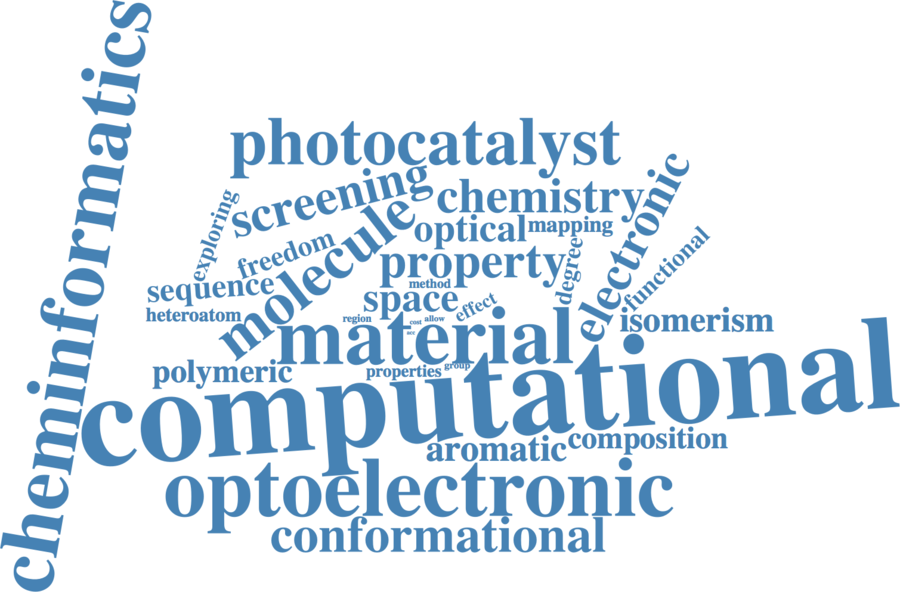 cheminformatics
photocatalyst
screening
chemistry
electronic
exploring
molecule
optical
mapping
freedom
property
degree
functional
sequence
method
space
effect
heteroatom
region
cost
allow
acc
material
isomerism
polymeric
properties
group
computational
aromatic
composition
optoelectronic
conformational